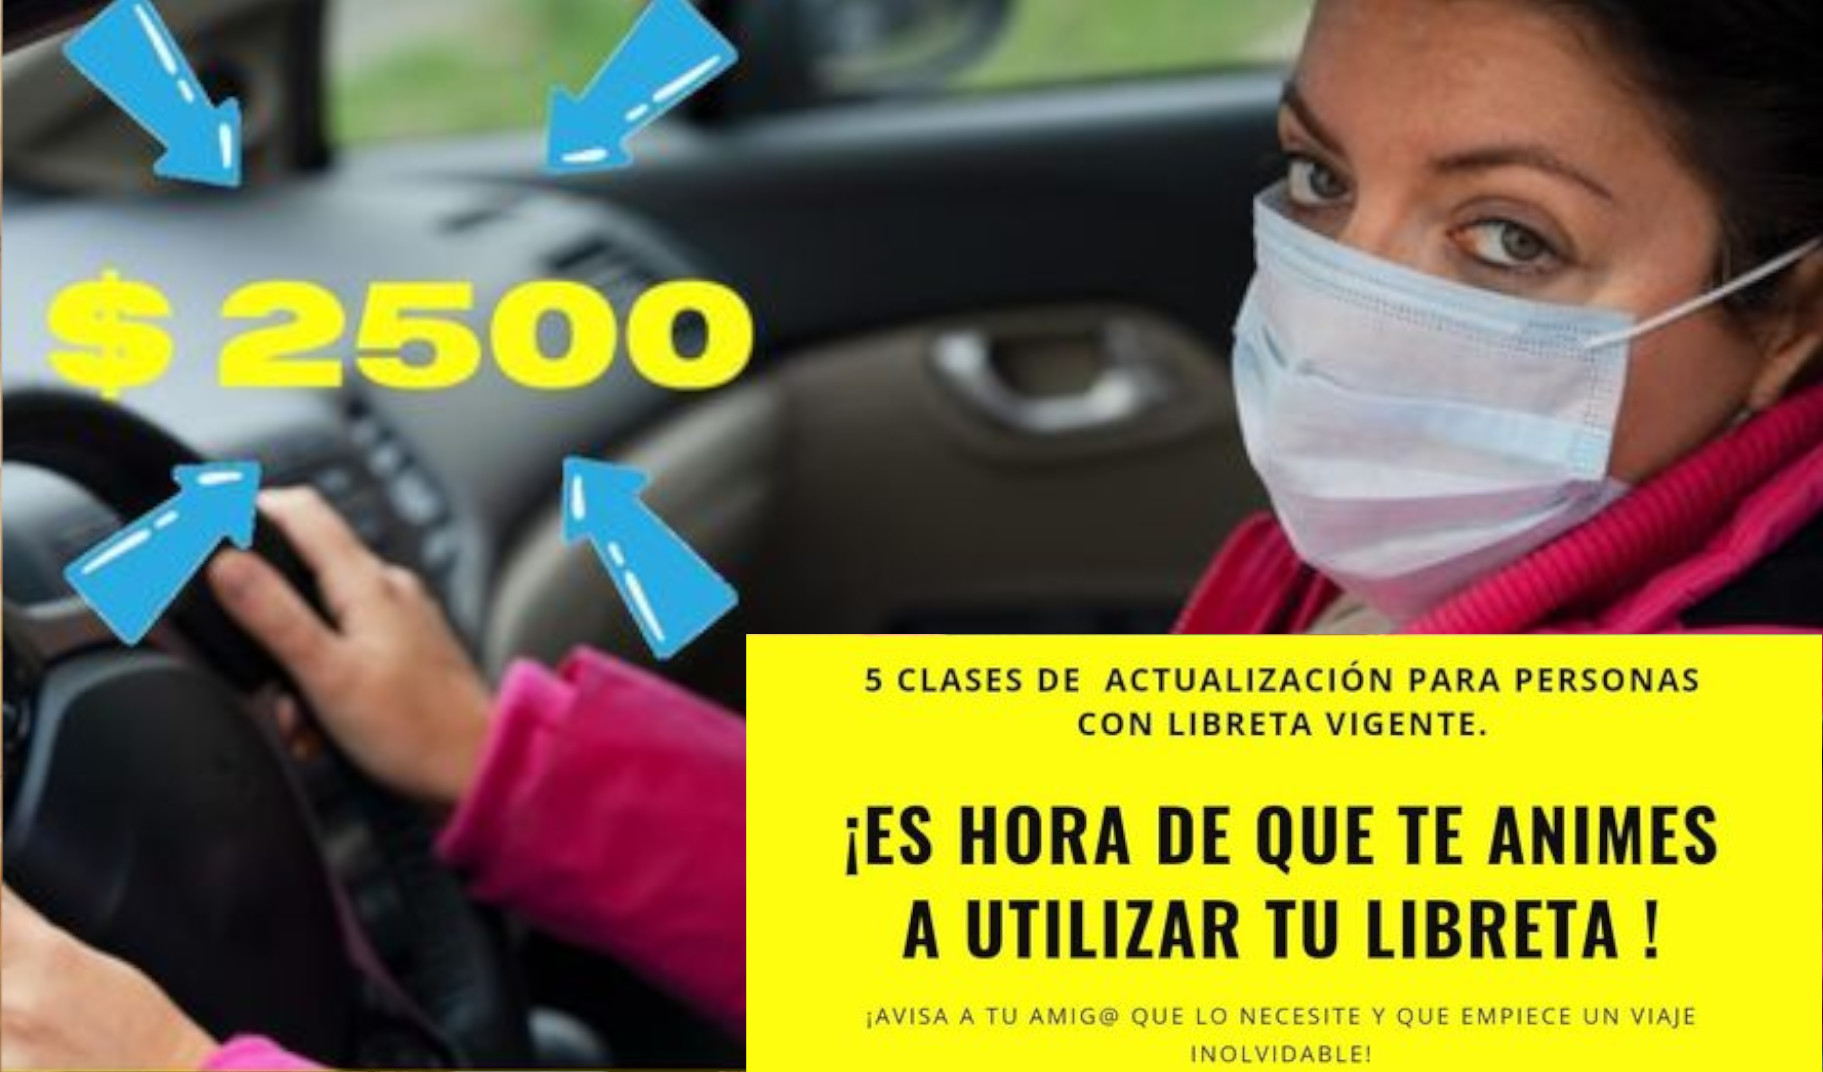 $ 2500
5 CLASES DE ACTUALIZACIÓN PARA PERSONAS
CON LIBRETA VIGENTE.
¡ES HORA DE QUE TE ANIMES
A UTILIZAR TU LIBRETA !
¡AVISA A TU AMIG@ QUE LO NECESITE Y QUE EMPIECE UN VIAJE
INOLVIDABLE!